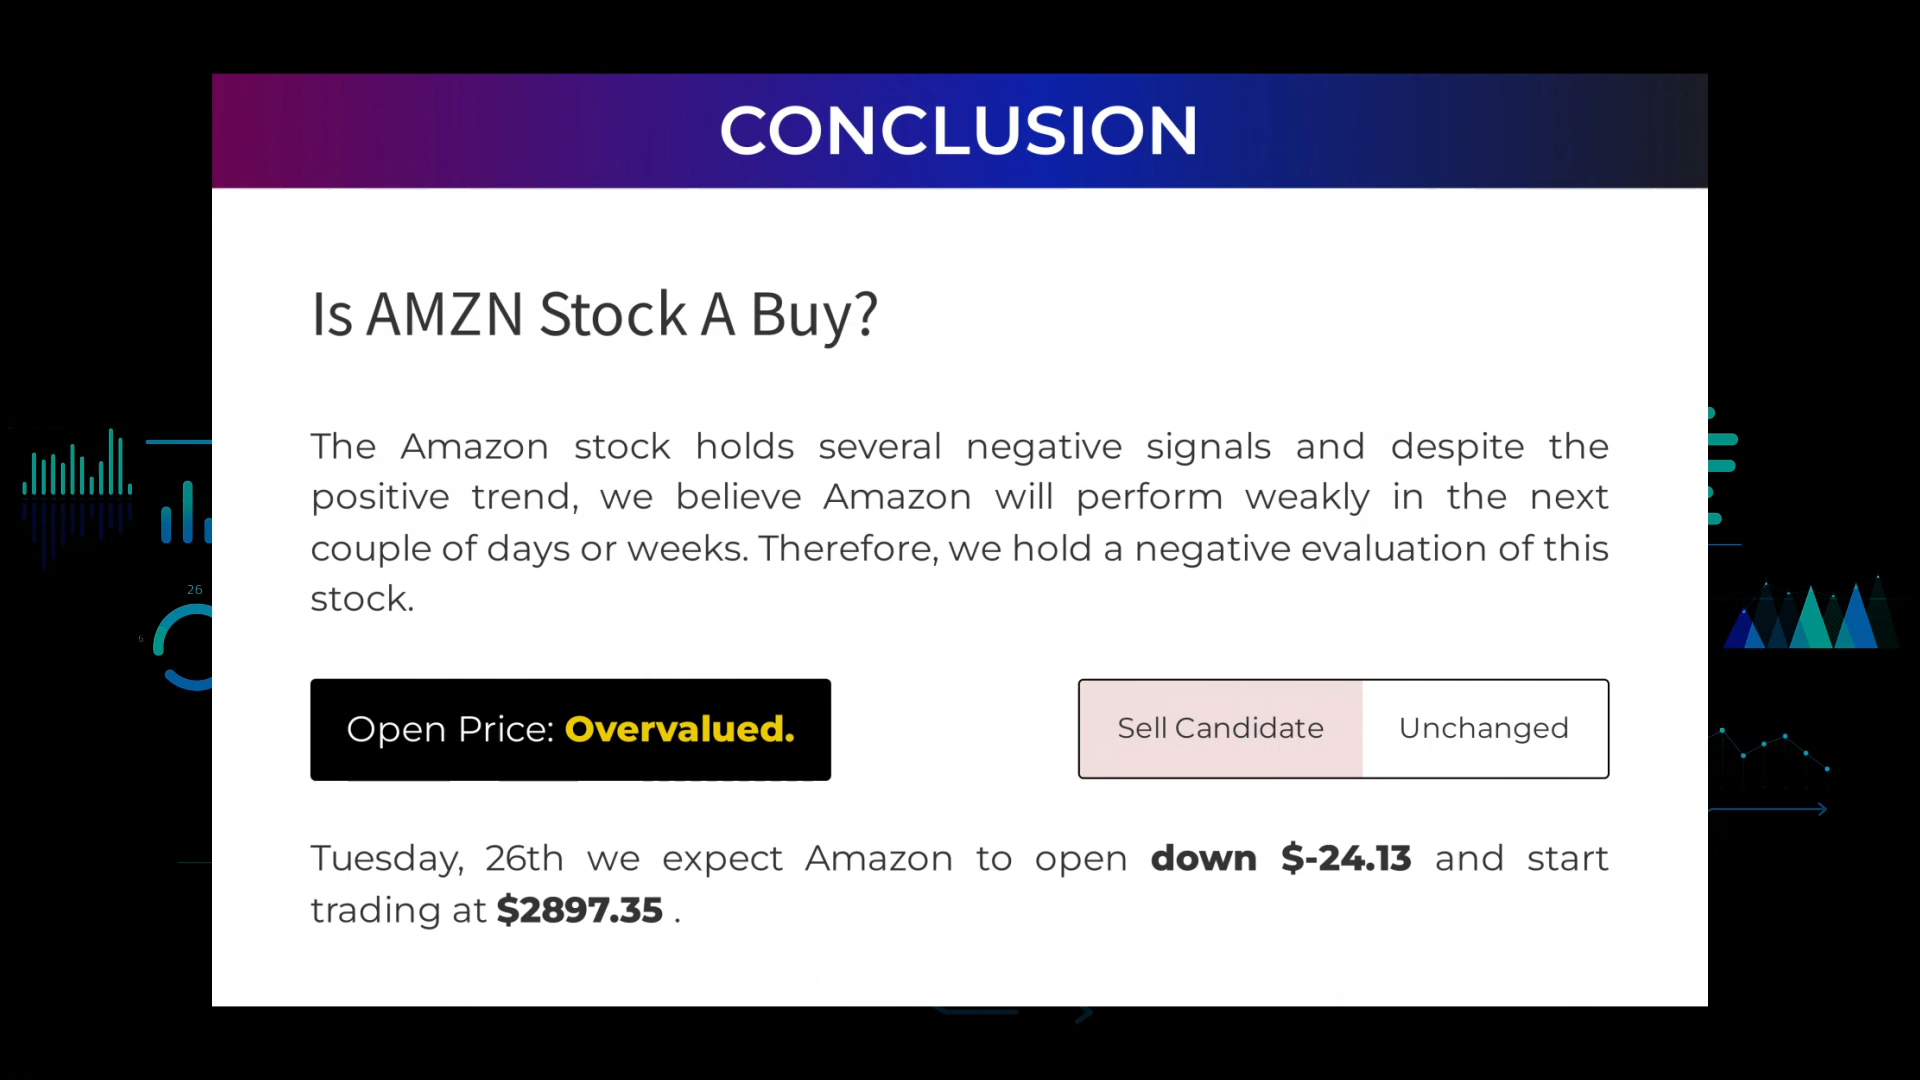 CONCLUSION
Is AMZN Stock A Buy?
The Amazon stock holds several negative signals and despite the
positive trend, we believe Amazon will perform weakly in the next
couple of days or weeks. Therefore, we hold a negative evaluation of this
stock.
26
6
Open Price: Overvalued.
Sell Candidate
Unchanged
Tuesday, 26th we expect Amazon to open down $-24.13 and start
trading at $2897.35 .